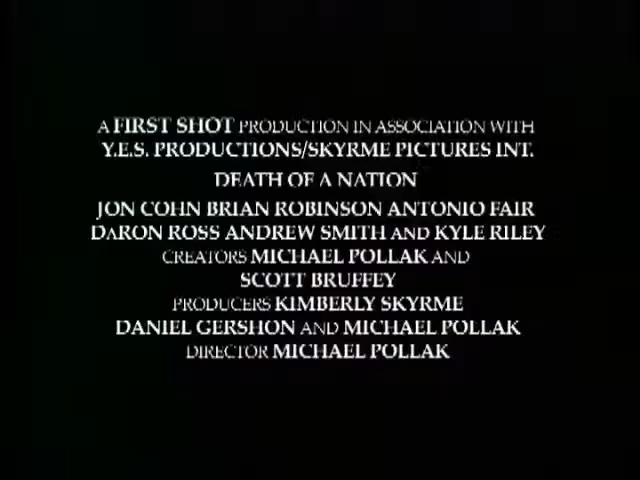 A FIRST SHOT PRODUCTION IN ASSOCIATION WITH
Y.E.S. PRODUCTIONS/SKYRME PICTURES INT.
DEATH OF A NATION
JON COHN BRIAN ROBINSON ANTONIO FAIR
DARON ROSS ANDREW SMITH AND KYLE RILEY
CREATORS MICHAEL POLLAK AND
SCOTT BRUFFEY
PRODUCERS KIMBERLY SKYRME
DANIEL GERSHON AND MICHAEL POLLAK
DIRECTOR MICHAEL POLLAK